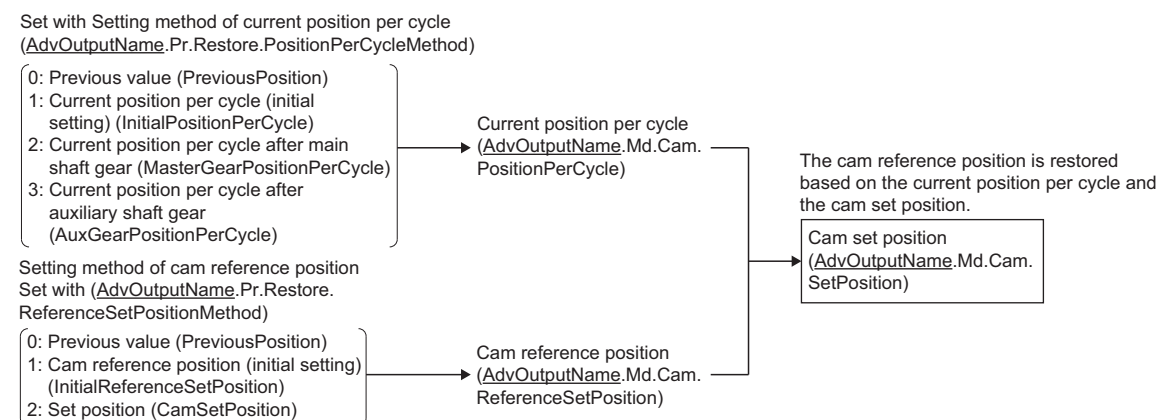 Set with Setting method of current position per cycle
(AdvOutputName.Pr.Restore.PositionPerCycleMethod)
0: Previous value (PreviousPosition)
1: Current position per cycle (initial
setting) (InitialPositionPerCycle)
2: Current position per cycle after main
shaft gear (MasterGearPositionPerCycle)
3: Current position per cycle after
auxiliary shaft gear
(AuxGearPositionPerCycle)
Current position per cycle
(AdvOutputName.Md.Cam.
PositionPerCycle)
Setting method of cam reference position
Set with (AdvOutputName.Pr.Restore.
ReferenceSetPositionMethod)
0: Previous value (PreviousPosition)
1: Cam reference position (initial setting)
(InitialReferenceSetPosition)
2: Set position (CamSetPosition)
Cam reference position
(AdvOutputName.Md.Cam.
ReferenceSetPosition)
The cam reference position is restored
based on the current position per cycle and
the cam set position.
Cam set position
(AdvOutputName.Md.Cam.
SetPosition)